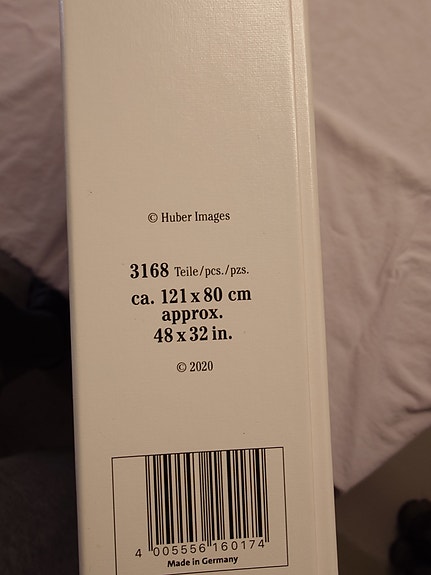 © Huber Images
3168 Teile/pcs./pzs.
ca. 121 x 80 cm
approx.
48 x 32 in.
© 2020
4 005556 160174
Made in Germany